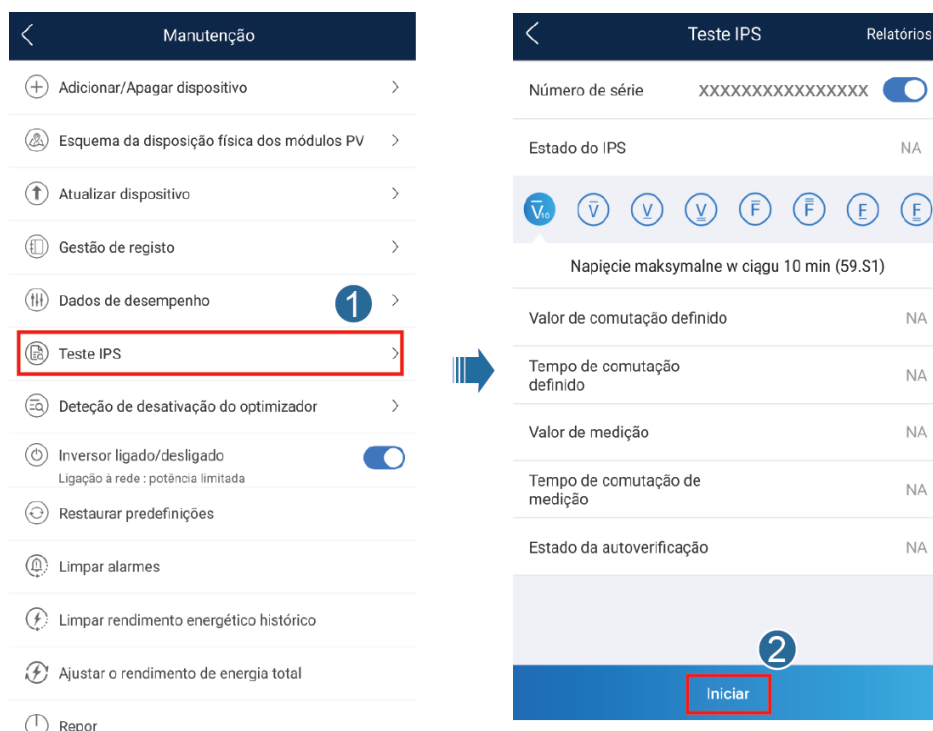 Manutenção
Adicionar/Apagar dispositivo
Esquema da disposição física dos módulos PV
Atualizar dispositivo
Gestão de registo
Dados de desempenho
1
Teste IPS
Deteção de desativação do optimizador
Inversor ligado/desligado
Ligação à rede : potência limitada
Restaurar predefinições
Limpar alarmes
Limpar rendimento energético histórico
Ajustar o rendimento de energia total
Repor
Teste IPS
Relatórios
Número de série XXXXXXXXXXXXXXXX
Estado do IPS NA
V10 V V V F F F F
Napięcie maksymalne w ciągu 10 min (59.S1)
Valor de comutação definido NA
Tempo de comutação
definido NA
Valor de medição NA
Tempo de comutação de
medição NA
Estado da autoverificação NA
2
Iniciar